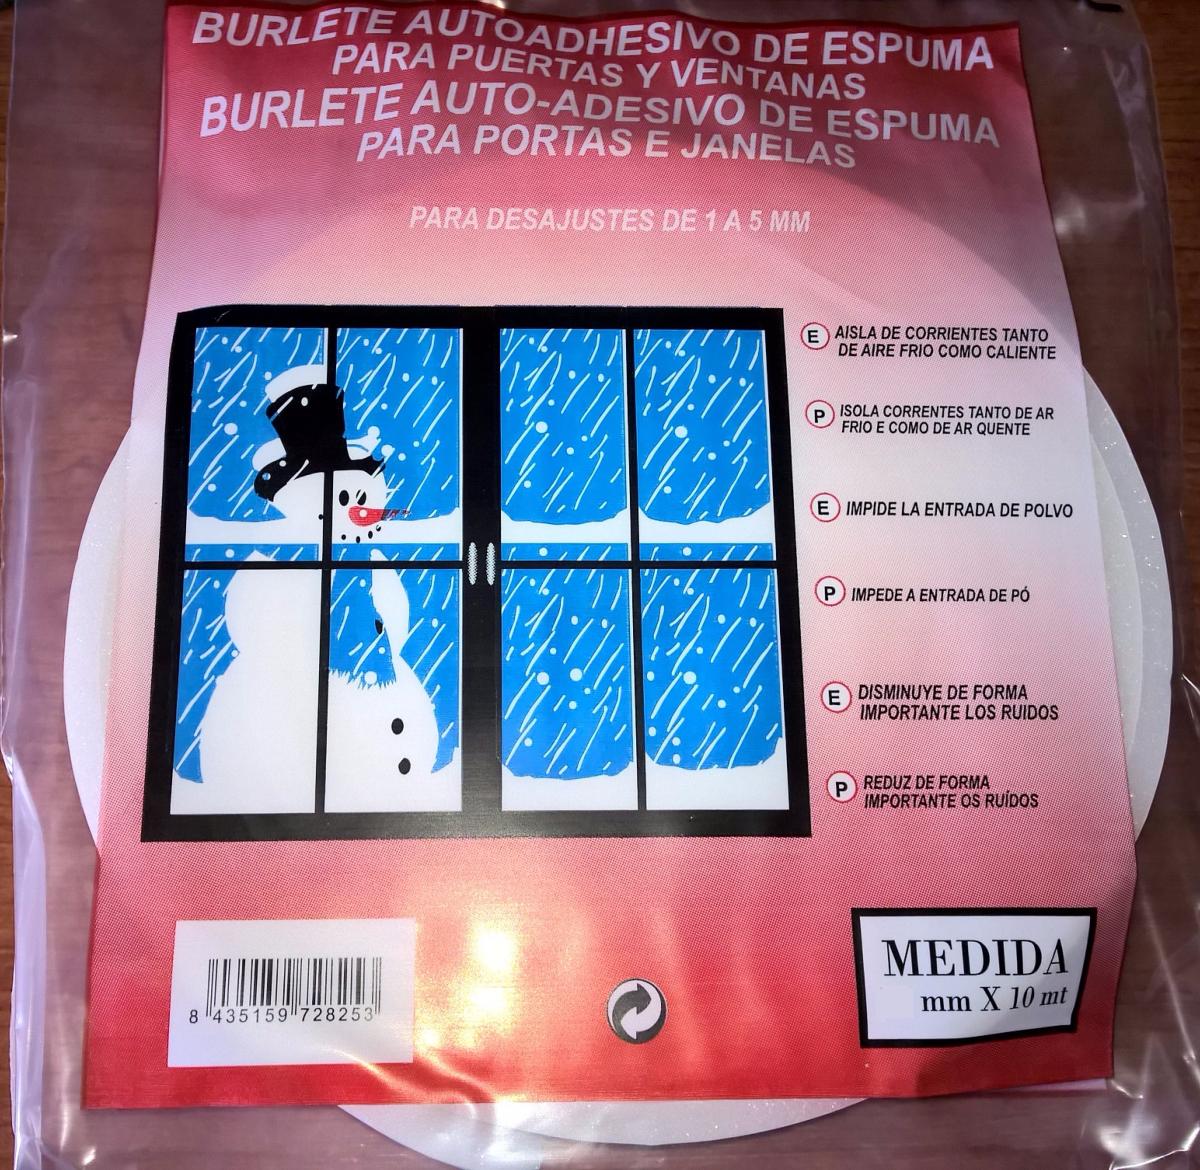 BURLETE AUTOADHESIVO DE ESPUMA
PARA PUERTAS Y VENTANAS
BURLETE AUTO-ADESIVO DE ESPUMA
PARA PORTAS E JANELAS
PARA DESAJUSTES DE 1 A 5 MM
E AISLA DE CORRIENTES TANTO
DE AIRE FRIO COMO CALIENTE
P ISOLA CORRENTES TANTO DE AR
FRIO E COMO DE AR QUENTE
E IMPIDE LA ENTRADA DE POLVO
P IMPEDE A ENTRADA DE PÓ
E DISMINUYE DE FORMA
IMPORTANTE LOS RUIDOS
P REDUZ DE FORMA
IMPORTANTE OS RUÍDOS
8 435159 728253
MEDIDA
mm X 10 mt